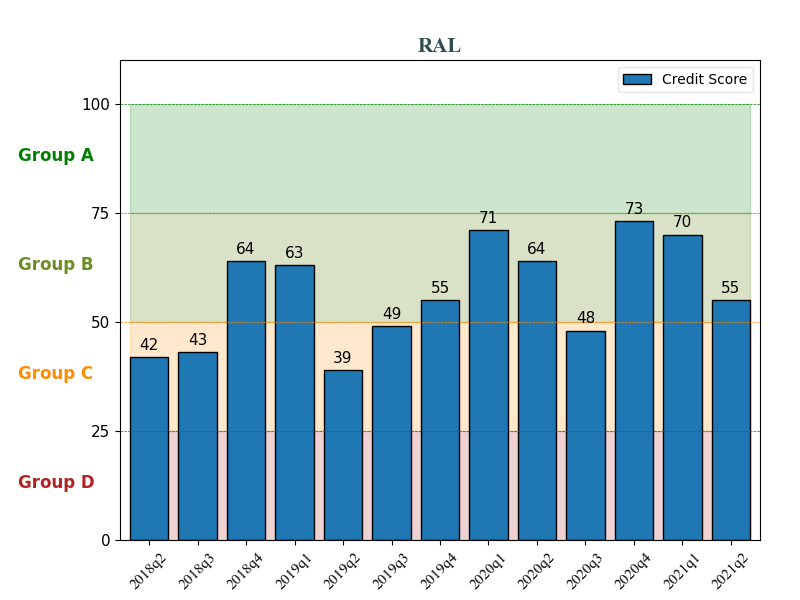 RAL
Credit Score
100
Group A
75
Group B
50
Group C
25
Group D
0
42
43
64
63
39
49
55
71
64
48
73
70
55
2018q2
2018q3
2018q4
2019q1
2019q2
2019q3
2019q4
2020q1
2020q2
2020q3
2020q4
2021q1
2021q2